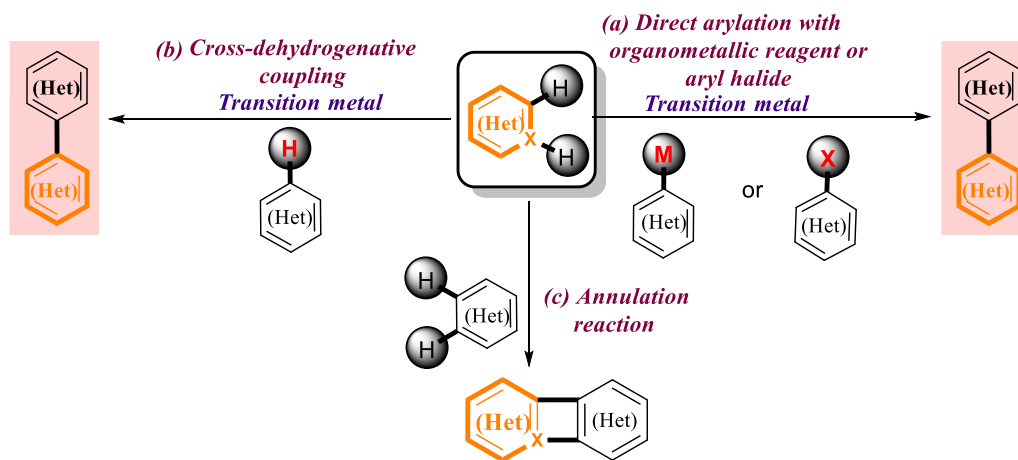 (a) Direct arylation with
organometallic reagent or
aryl halide
Transition metal
(b) Cross-dehydrogenative
coupling
Transition metal
(Het)
(Het)
H
(Het)
H
(Het)
X
H
M
(Het)
or
X
(Het)
(Het)
(Het)
H
H
(Het)
(c) Annulation
reaction
(Het)
X
(Het)